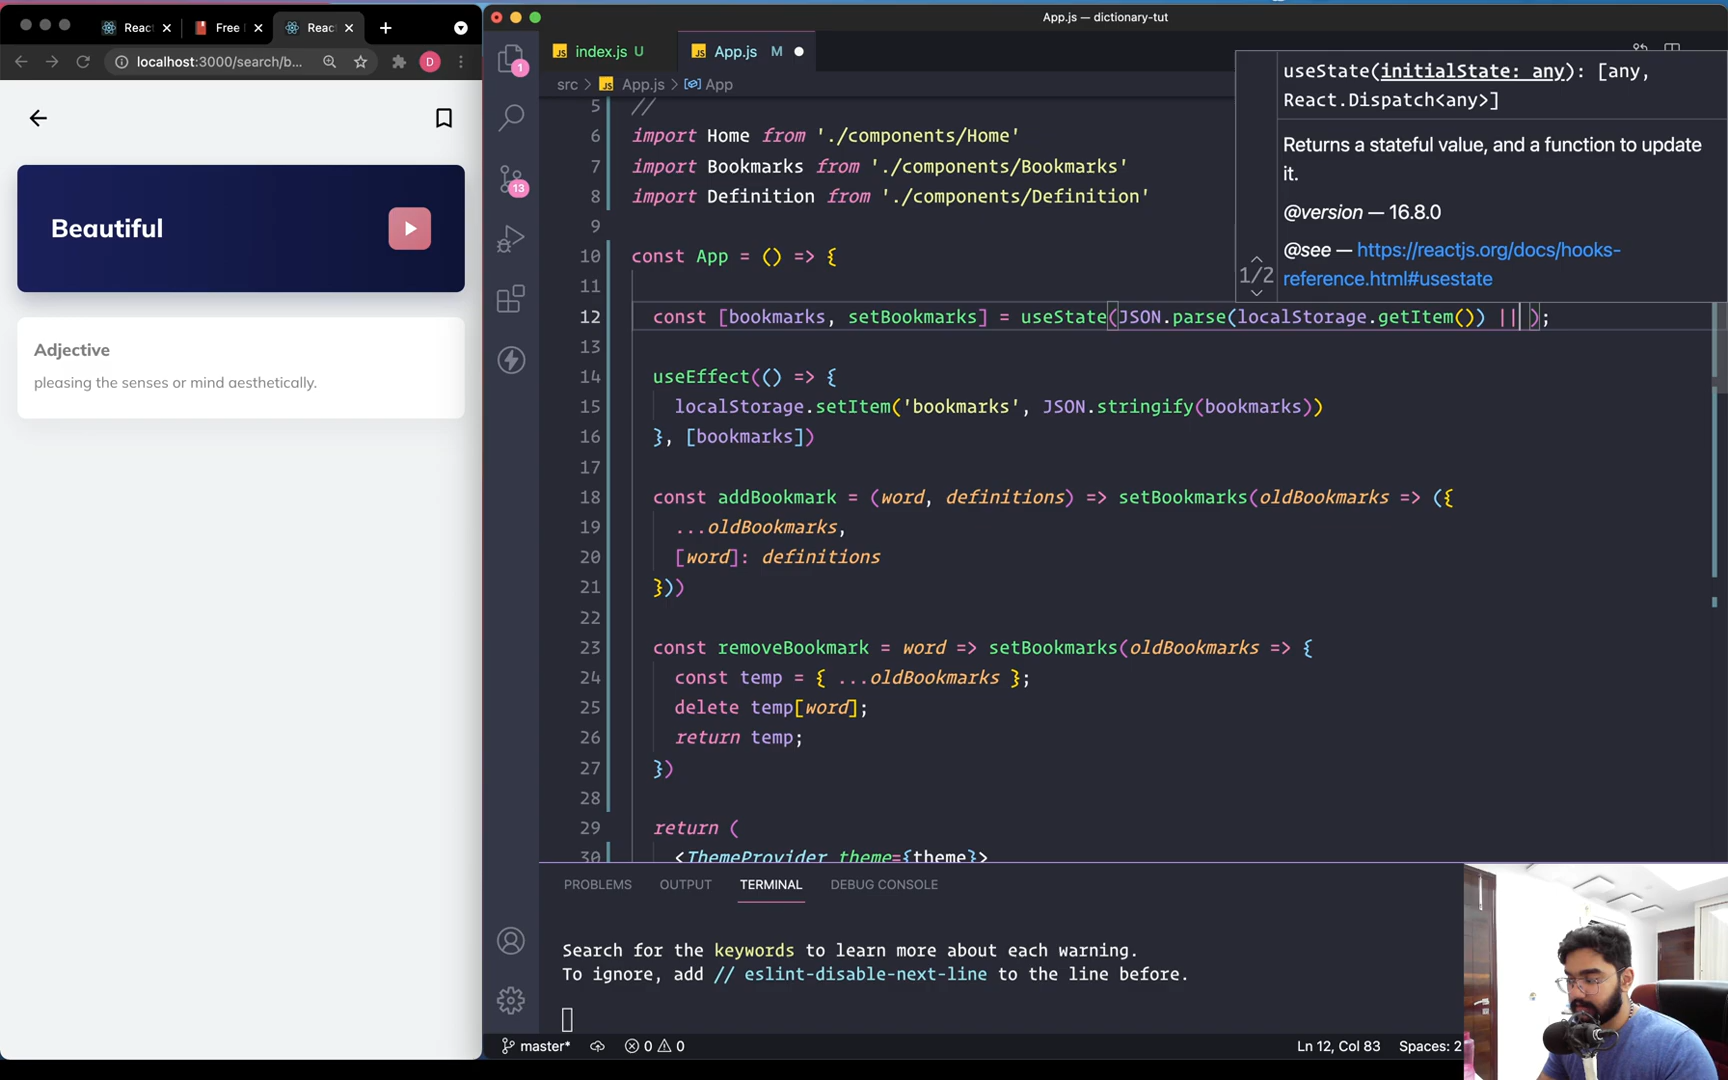 React
Free
React
localhost:3000/search/b...
D
App.js — dictionary-tut
JS index.js U
JS App.js M
src > JS App.js > App
Beautiful
Adjective
pleasing the senses or mind aesthetically.
1
13
5 //
6 import Home from './components/Home'
7 import Bookmarks from './components/Bookmarks'
8 import Definition from './components/Definition'
9
10 const App = () => {
11
12 const [bookmarks, setBookmarks] = useState(JSON.parse(localStorage.getItem()) || );
13
14 useEffect(() => {
15 localStorage.setItem('bookmarks', JSON.stringify(bookmarks))
16 }, [bookmarks])
17
18 const addBookmark = (word, definitions) => setBookmarks(oldBookmarks => ({
19 ...oldBookmarks,
20 [word]: definitions
21 }))
22
23 const removeBookmark = word => setBookmarks(oldBookmarks => {
24 const temp = { ...oldBookmarks };
25 delete temp[word];
26 return temp;
27 })
28
29 return (
30 <ThemeProvider theme={theme}>
useState(initialState: any): [any,
React.Dispatch<any>]
Returns a stateful value, and a function to update
it.
@version — 16.8.0
@see — https://reactjs.org/docs/hooks-
reference.html#usestate
1/2
PROBLEMS OUTPUT TERMINAL DEBUG CONSOLE
Search for the keywords to learn more about each warning.
To ignore, add // eslint-disable-next-line to the line before.
master* 0 0 Ln 12, Col 83 Spaces: 2